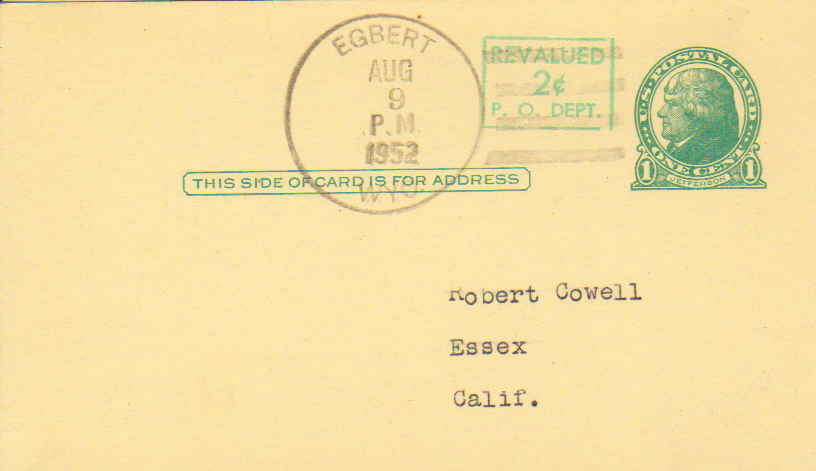 EGBERT
AUG
9
P.M.
1952
WYO.
REVALUED
2¢
P. O. DEPT.
U.S. POSTAL CARD
ONE CENT
1 JEFFERSON 1
THIS SIDE OF CARD IS FOR ADDRESS
Robert Cowell
Essex
Calif.